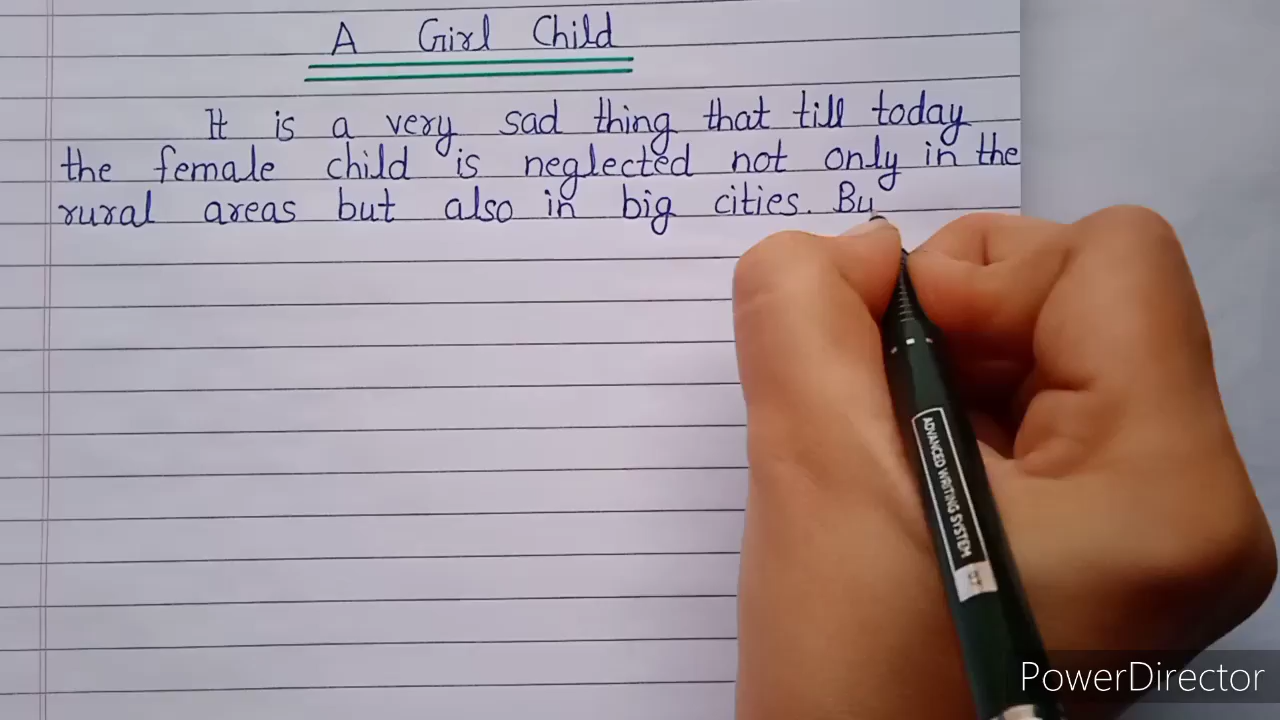 A Girl Child
It is a very sad thing that till today
the female child is neglected not only in the
rural areas but also in big cities. Bu
ADVANCED WRITING SYSTEM
PowerDirector